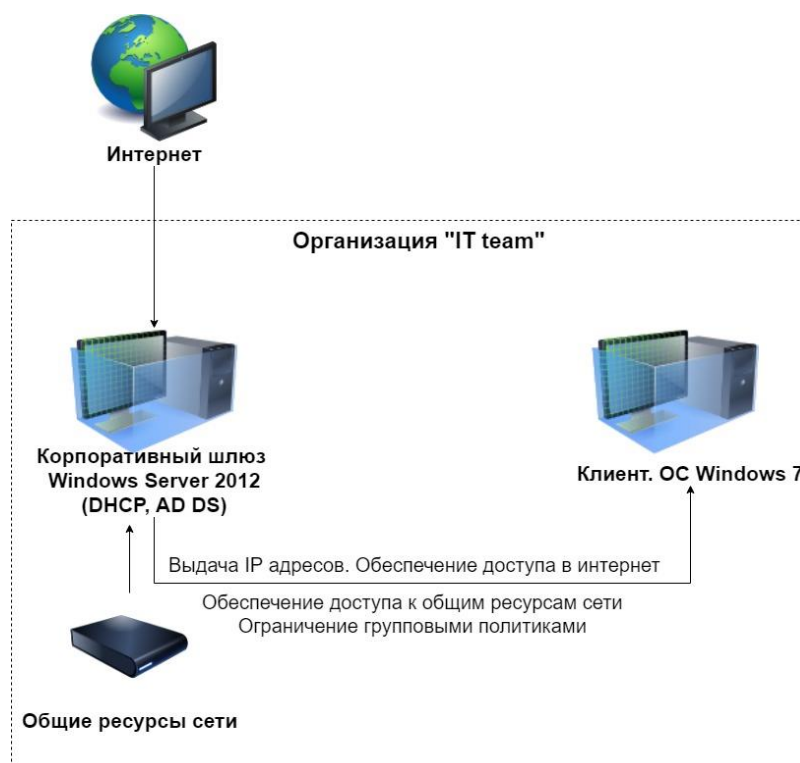 Интернет
Организация "IT team"
Корпоративный шлюз
Windows Server 2012
(DHCP, AD DS)
Клиент. ОС Windows 7
Выдача IP адресов. Обеспечение доступа в интернет
Обеспечение доступа к общим ресурсам сети
Ограничение групповыми политиками
Общие ресурсы сети